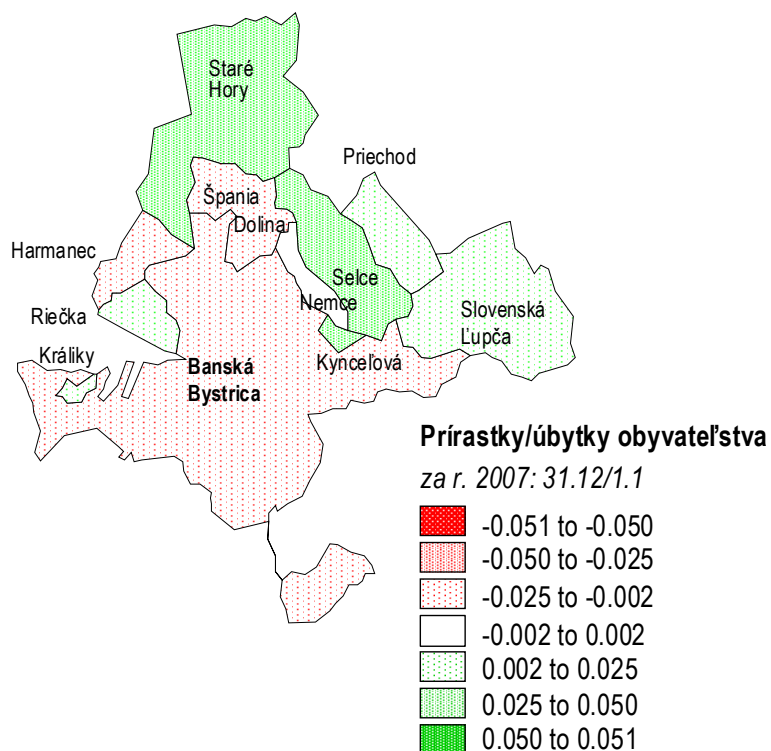 Staré
Hory
Priechod
Špania
Dolina
Harmanec
Selce
Nemce
Riečka
Slovenská
Ľupča
Králiky
Banská
Bystrica
Kynceľová
Prírastky/úbytky obyvateľstva
za r. 2007: 31.12/1.1
-0.051 to -0.050
-0.050 to -0.025
-0.025 to -0.002
-0.002 to 0.002
0.002 to 0.025
0.025 to 0.050
0.050 to 0.051